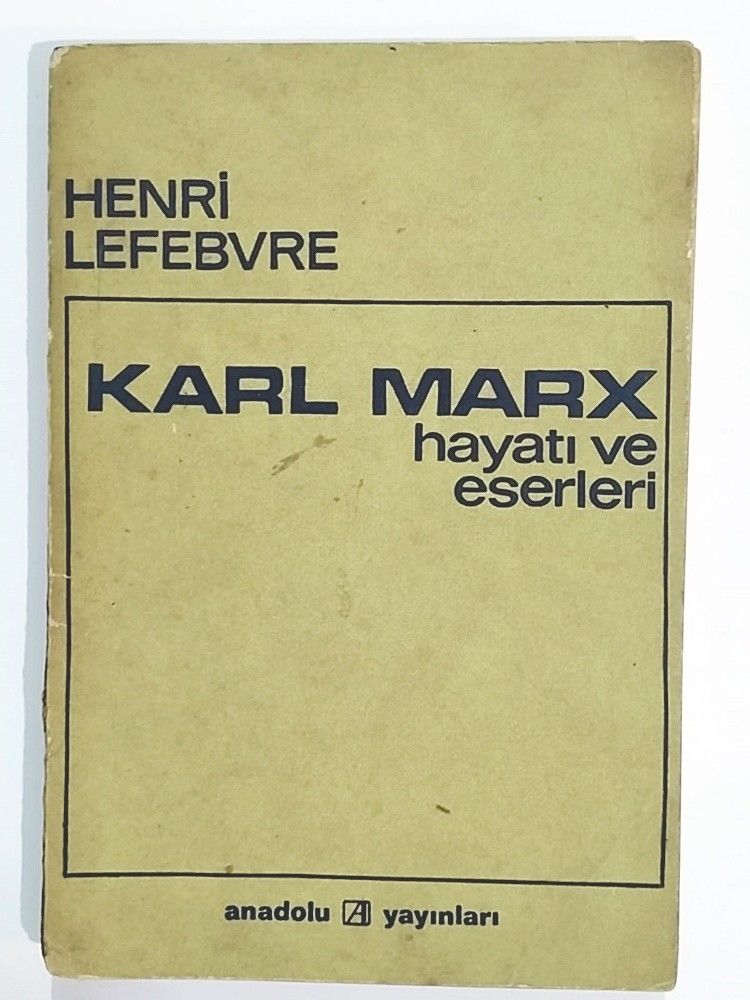 HENRİ
LEFEBVRE
KARL MARX
hayatı ve
eserleri
anadolu A yayınları